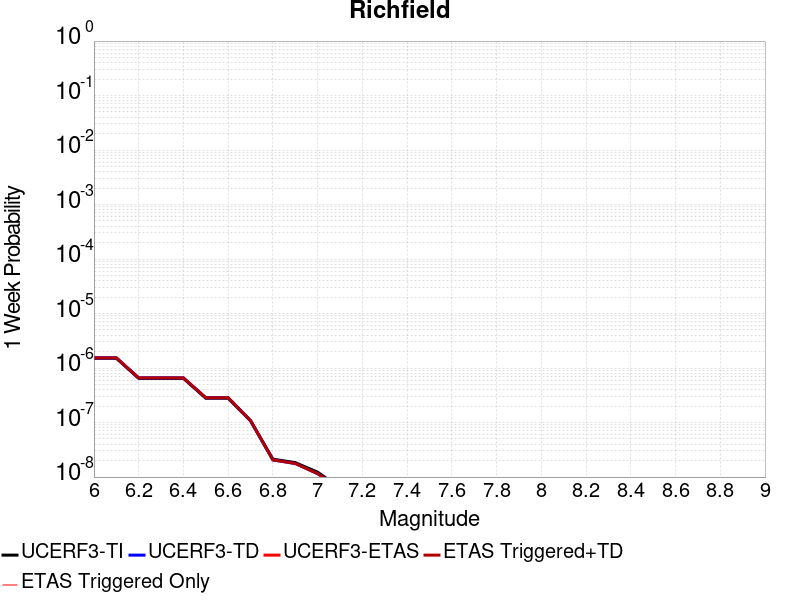 Richfield
1 Week Probability
10^0
10^-1
10^-2
10^-3
10^-4
10^-5
10^-6
10^-7
10^-8
6 6.2 6.4 6.6 6.8 7 7.2 7.4 7.6 7.8 8 8.2 8.4 8.6 8.8 9
Magnitude
UCERF3-TI UCERF3-TD UCERF3-ETAS ETAS Triggered+TD
ETAS Triggered Only